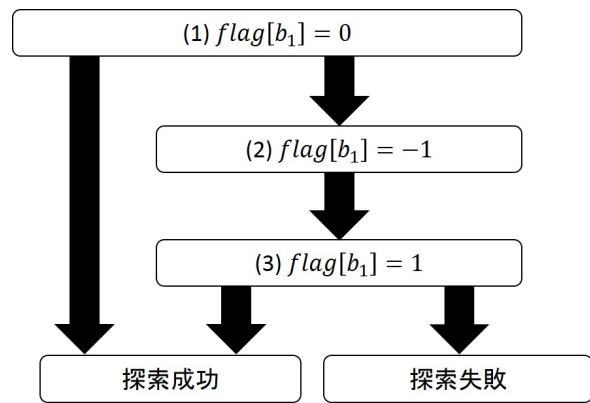 (1) flag[b₁] = 0
(2) flag[b₁] = −1
(3) flag[b₁] = 1
探索成功
探索失敗